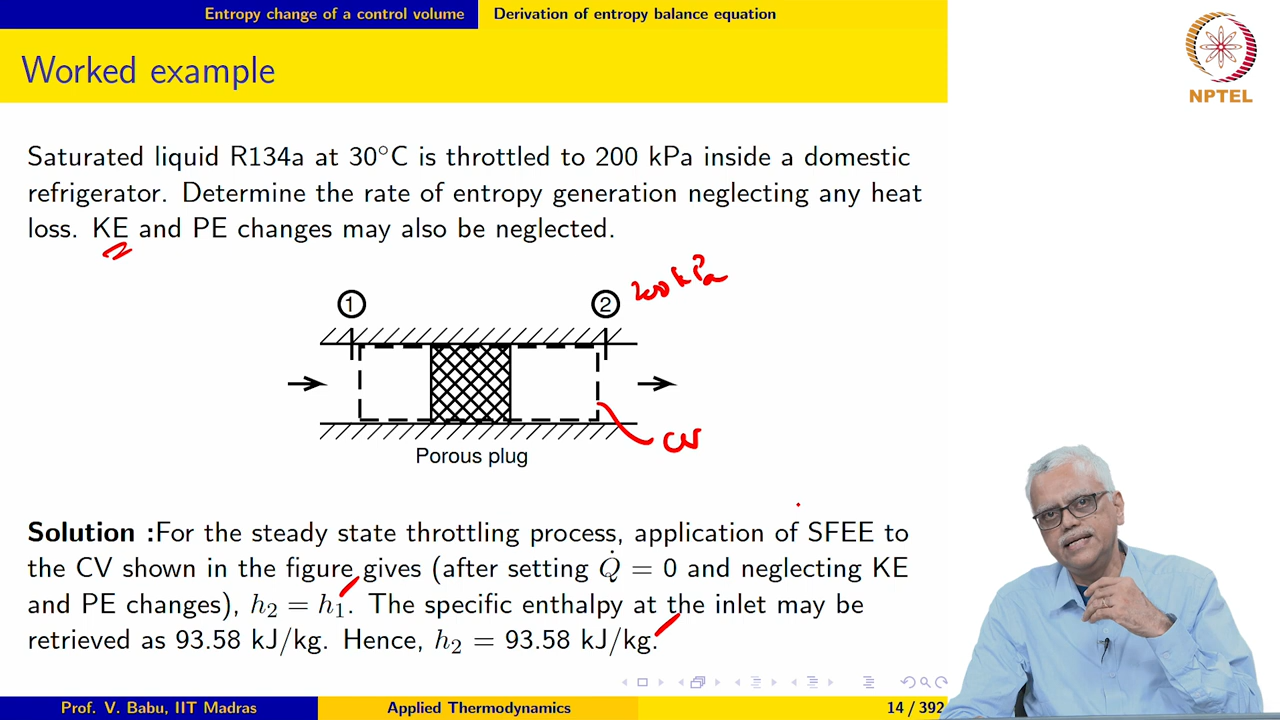 Entropy change of a control volume Derivation of entropy balance equation
Worked example
NPTEL
Saturated liquid R134a at 30°C is throttled to 200 kPa inside a domestic
refrigerator. Determine the rate of entropy generation neglecting any heat
loss. KE and PE changes may also be neglected.
1 2 200 kPa
CV
Porous plug
Solution :For the steady state throttling process, application of SFEE to
the CV shown in the figure gives (after setting Q̇ = 0 and neglecting KE
and PE changes), h₂ = h₁. The specific enthalpy at the inlet may be
retrieved as 93.58 kJ/kg. Hence, h₂ = 93.58 kJ/kg.
Prof. V. Babu, IIT Madras Applied Thermodynamics 14 / 392